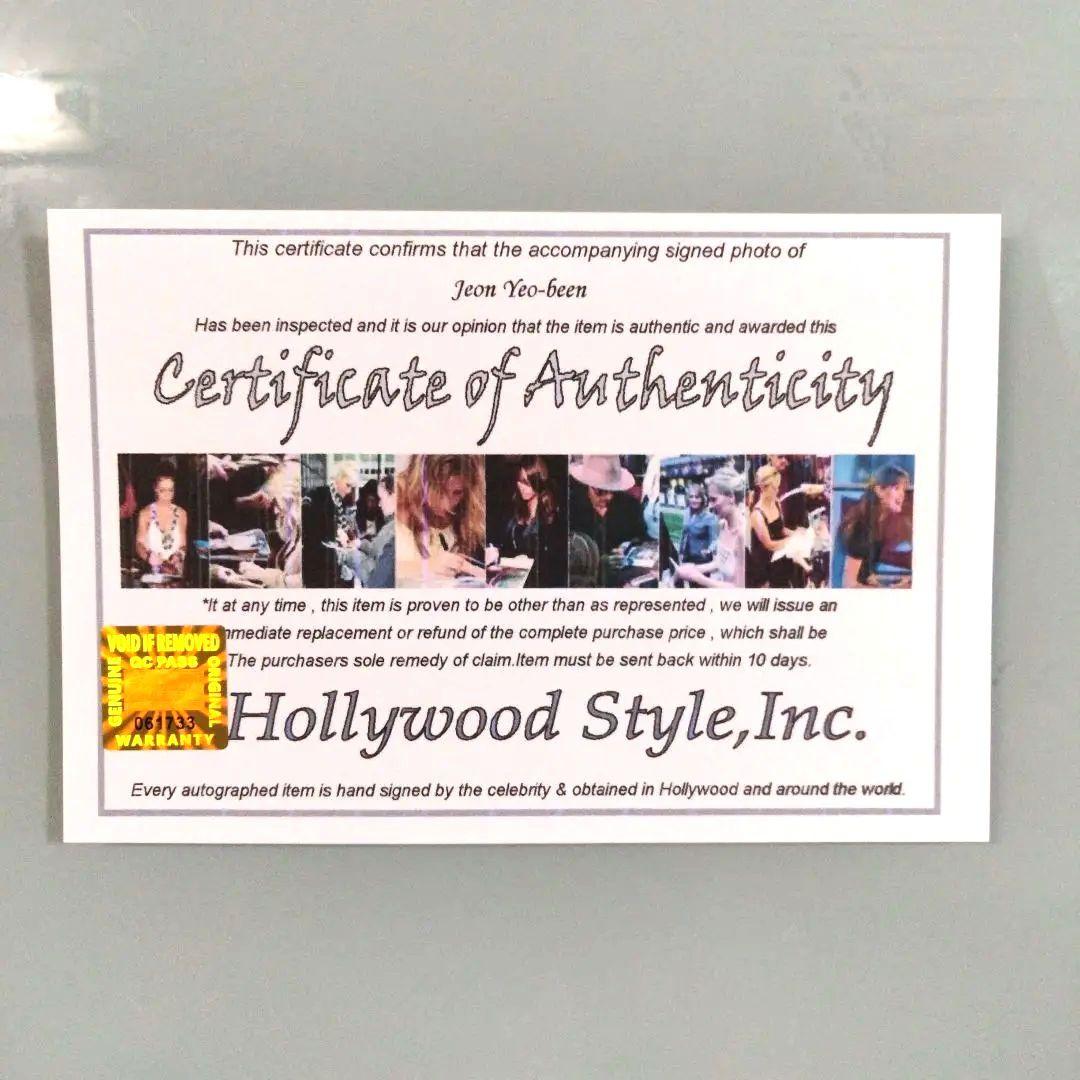 This certificate confirms that the accompanying signed photo of
Jeon Yeo-been
Has been inspected and it is our opinion that the item is authentic and awarded this
Certificate of Authenticity
*It at any time , this item is proven to be other than as represented , we will issue an
mmediate replacement or refund of the complete purchase price , which shall be
The purchasers sole remedy of claim.Item must be sent back within 10 days.
VOID IF REMOVED
QC PASS
GENUINE
ORIGINAL
061733
WARRANTY
Hollywood Style,Inc.
Every autographed item is hand signed by the celebrity & obtained in Hollywood and around the world.